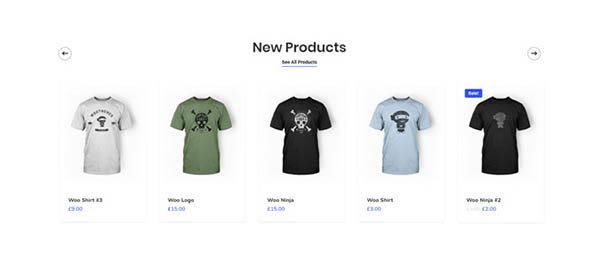 New Products
See All Products
Sale!
Woo Shirt #3
£9.00
Woo Logo
£15.00
Woo Ninja
£15.00
Woo Shirt
£3.00
Woo Ninja #2
£2.00